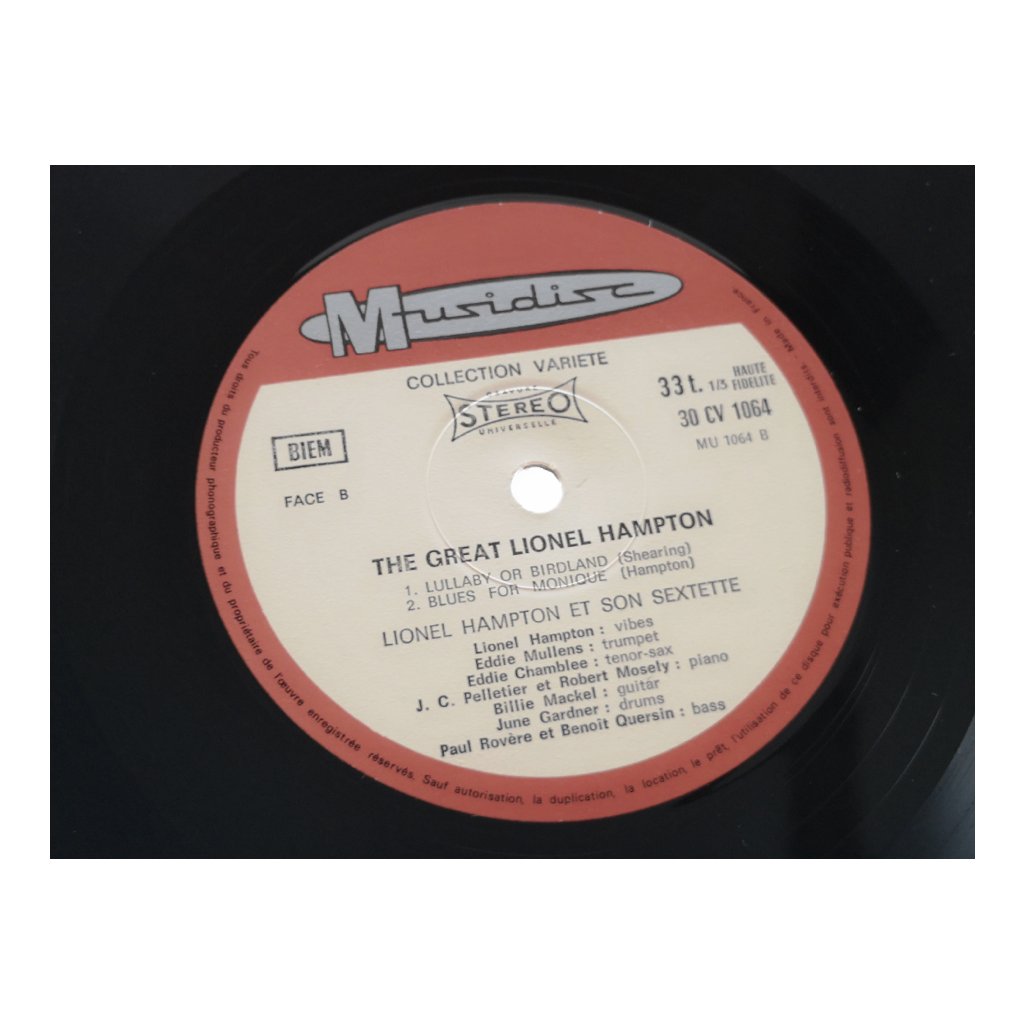 Musidisc
COLLECTION VARIETE
GRAVURE
STEREO
UNIVERSELLE
33 t. 1/3 HAUTE FIDELITE
30 CV 1064
MU 1064 B
BIEM
FACE B
THE GREAT LIONEL HAMPTON
1. LULLABY OR BIRDLAND (Shearing)
2. BLUES FOR MONIQUE (Hampton)
LIONEL HAMPTON ET SON SEXTETTE
Lionel Hampton : vibes
Eddie Mullens : trumpet
Eddie Chamblee : tenor-sax
J. C. Pelletier et Robert Mosely : piano
Billie Mackel : guitar
June Gardner : drums
Paul Rovère et Benoît Quersin : bass
Tous droits du producteur phonographique et du propriétaire de l'œuvre enregistrée réservés. Sauf autorisation, la duplication, la location, le prêt, l'utilisation de ce disque pour exécution publique et radiodiffusion sont interdits. - Made in France.